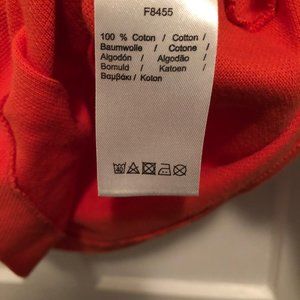 F8455
100 % Coton / Cotton /
Baumwolle / Cotone /
Algodón / Algodão /
Bomuld / Katoen /
Βαμβάκι / Koton